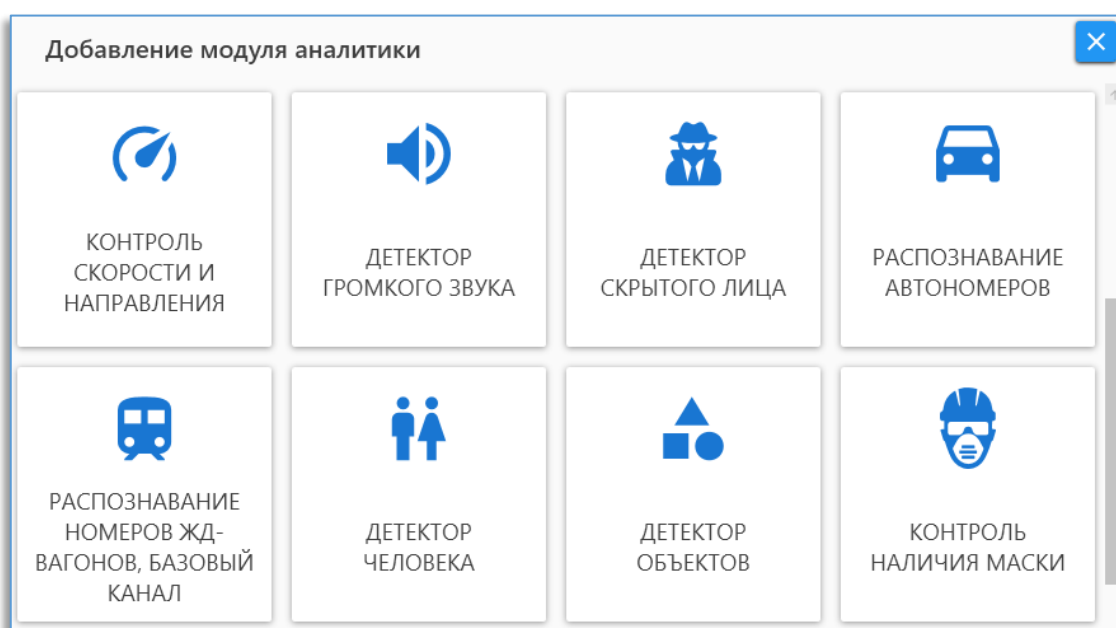 Добавление модуля аналитики
КОНТРОЛЬ
СКОРОСТИ И
НАПРАВЛЕНИЯ
ДЕТЕКТОР
ГРОМКОГО ЗВУКА
ДЕТЕКТОР
СКРЫТОГО ЛИЦА
РАСПОЗНАВАНИЕ
АВТОНОМЕРОВ
РАСПОЗНАВАНИЕ
НОМЕРОВ ЖД-
ВАГОНОВ, БАЗОВЫЙ
КАНАЛ
ДЕТЕКТОР
ЧЕЛОВЕКА
ДЕТЕКТОР
ОБЪЕКТОВ
КОНТРОЛЬ
НАЛИЧИЯ МАСКИ